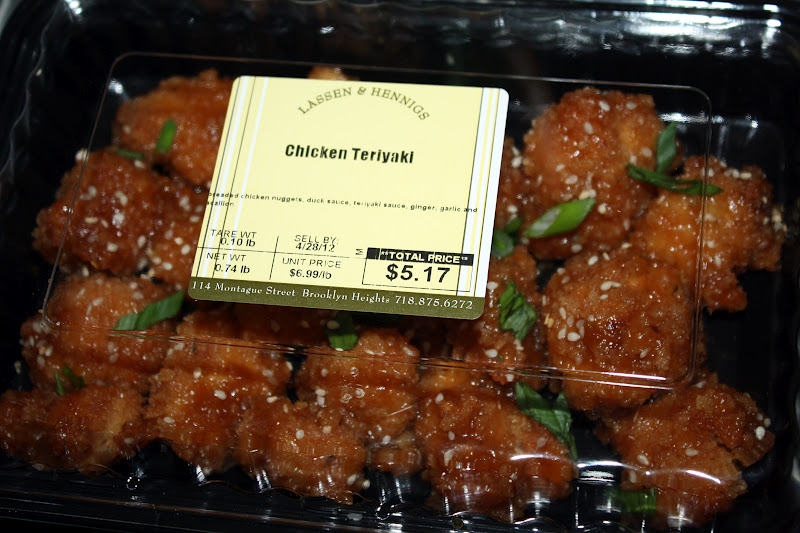 LASSEN & HENNIGS
Chicken Teriyaki
breaded chicken nuggets, duck sauce, teriyaki sauce, ginger, garlic and
scallion
TARE WT
0.10 lb
SELL BY:
4/28/12
NET WT
0.74 lb
UNIT PRICE
$6.99/lb
M
**TOTAL PRICE**
$5.17
114 Montague Street Brooklyn Heights 718.875.6272